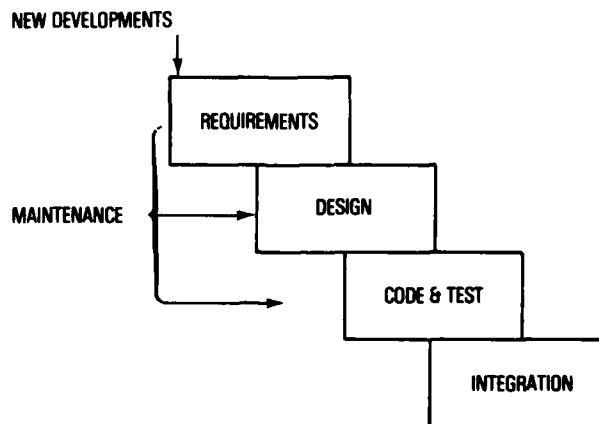 NEW DEVELOPMENTS
REQUIREMENTS
MAINTENANCE
DESIGN
CODE & TEST
INTEGRATION